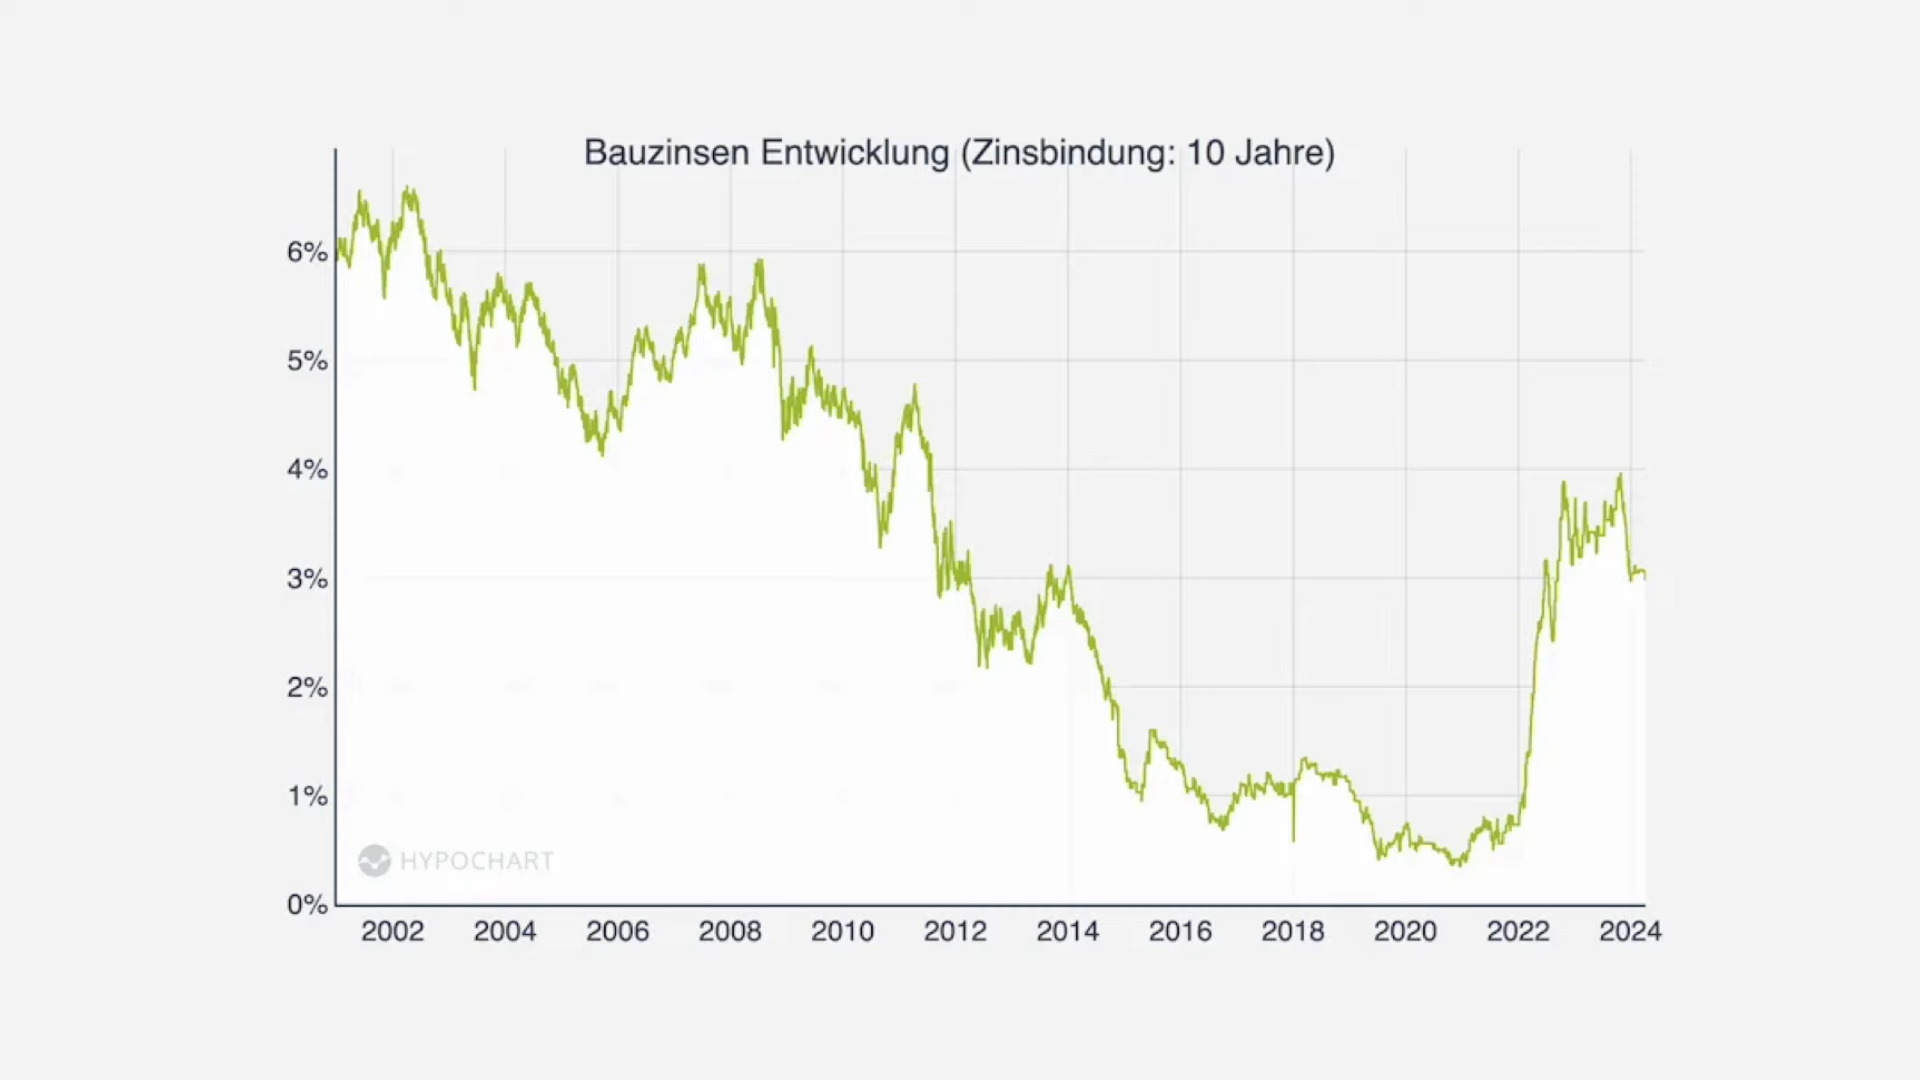 Bauzinsen Entwicklung (Zinsbindung: 10 Jahre)
6%
5%
4%
3%
2%
1%
0%
HYPOCHART
2002 2004 2006 2008 2010 2012 2014 2016 2018 2020 2022 2024